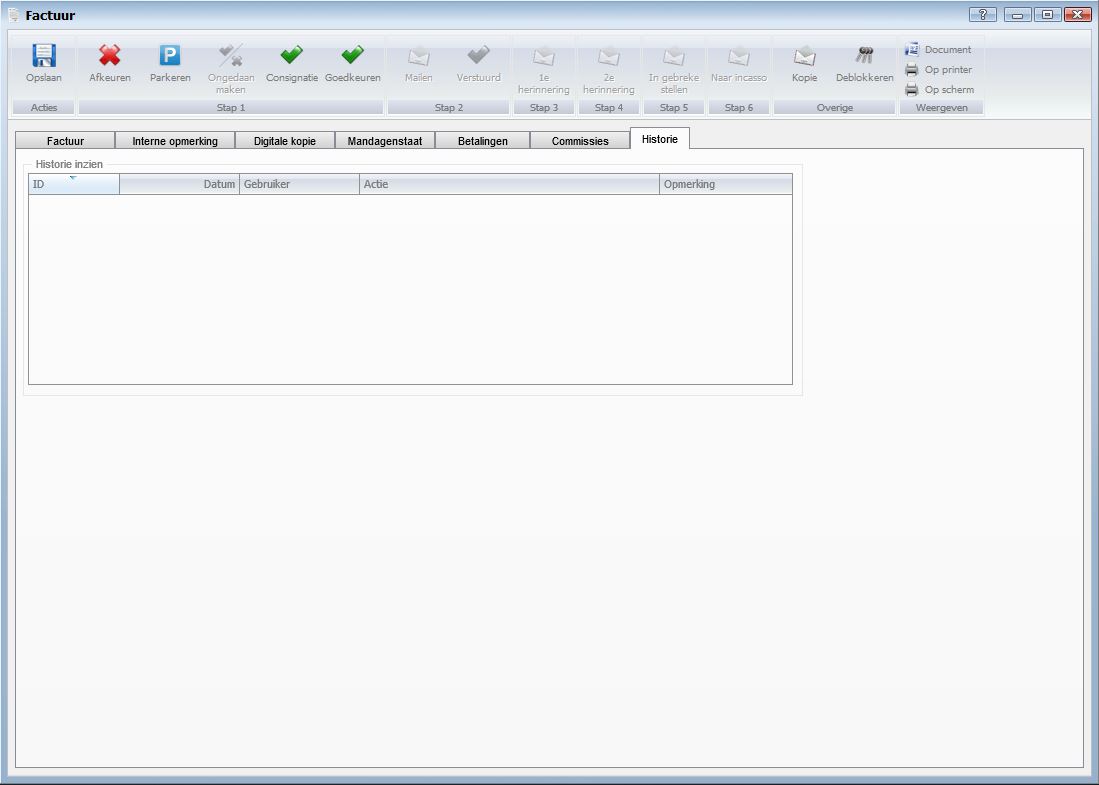 Factuur
?
Opslaan
Afkeuren
Parkeren
Ongedaan
maken
Consignatie
Goedkeuren
Mailen
Verstuurd
1e
herinnering
2e
herinnering
In gebreke
stellen
Naar incasso
Kopie
Deblokkeren
Document
Op printer
Op scherm
Acties
Stap 1
Stap 2
Stap 3
Stap 4
Stap 5
Stap 6
Overige
Weergeven
Factuur
Interne opmerking
Digitale kopie
Mandagenstaat
Betalingen
Commissies
Historie
Historie inzien
ID
Datum
Gebruiker
Actie
Opmerking